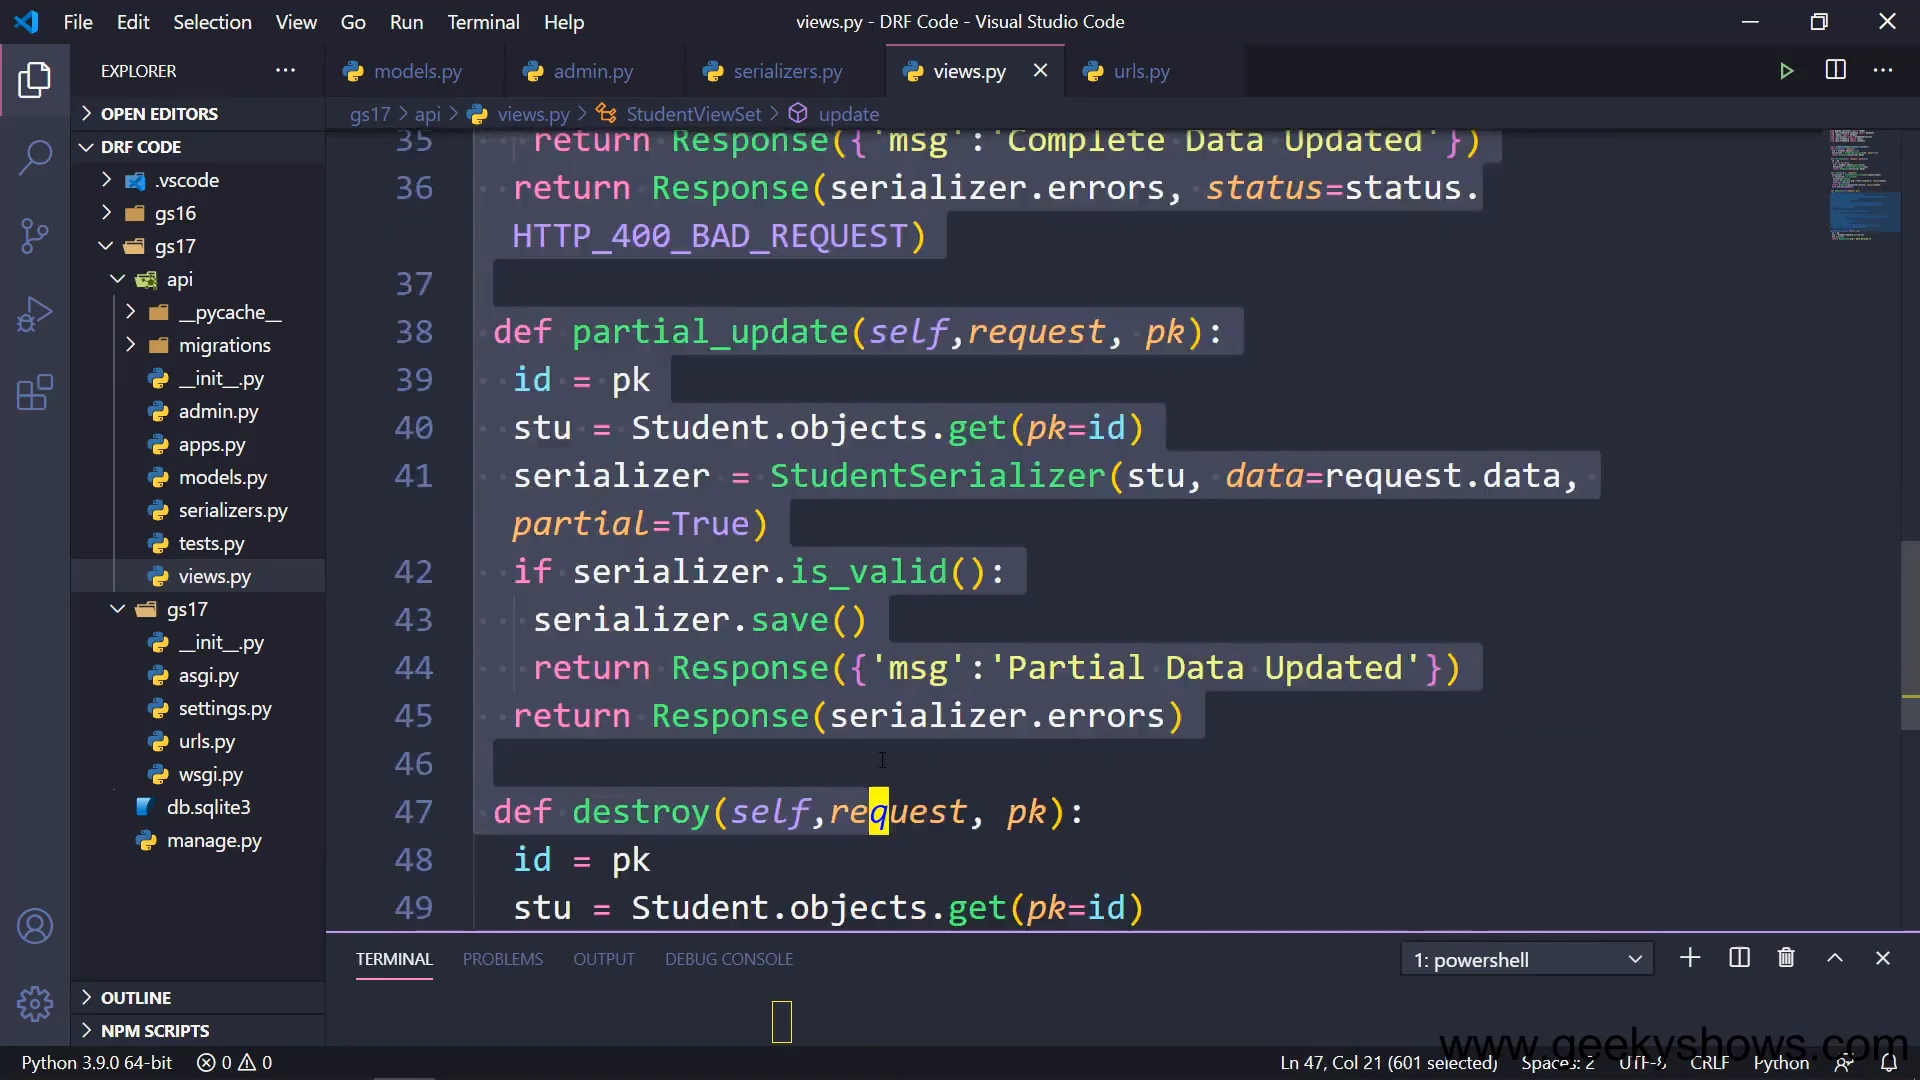 File Edit Selection View Go Run Terminal Help
views.py - DRF Code - Visual Studio Code
EXPLORER
models.py admin.py serializers.py views.py urls.py
OPEN EDITORS
gs17 > api > views.py > StudentViewSet > update
DRF CODE
.vscode
gs16
gs17
api
__pycache__
migrations
__init__.py
admin.py
apps.py
models.py
serializers.py
tests.py
views.py
gs17
__init__.py
asgi.py
settings.py
urls.py
wsgi.py
db.sqlite3
manage.py
OUTLINE
NPM SCRIPTS
35 return Response({'msg':'Complete Data Updated'})
36 return Response(serializer.errors, status=status.
HTTP_400_BAD_REQUEST)
37
38 def partial_update(self,request, pk):
39 id = pk
40 stu = Student.objects.get(pk=id)
41 serializer = StudentSerializer(stu, data=request.data,
partial=True)
42 if serializer.is_valid():
43 serializer.save()
44 return Response({'msg':'Partial Data Updated'})
45 return Response(serializer.errors)
46
47 def destroy(self,request, pk):
48 id = pk
49 stu = Student.objects.get(pk=id)
TERMINAL PROBLEMS OUTPUT DEBUG CONSOLE
1: powershell
www.geekyshows.com
Python 3.9.0 64-bit 0 0
Ln 47, Col 21 (601 selected) Spaces: 2 UTF-8 CRLF Python